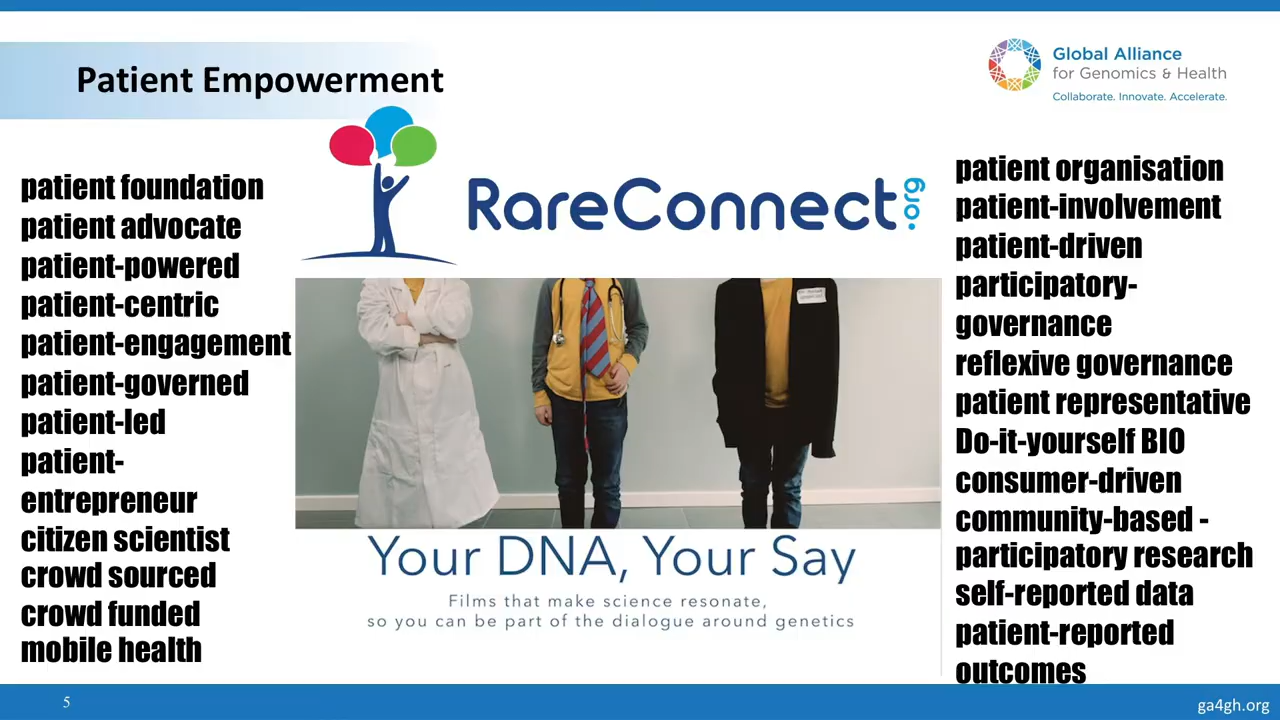 Patient Empowerment
Global Alliance
for Genomics & Health
Collaborate. Innovate. Accelerate.
patient foundation
patient advocate
patient-powered
patient-centric
patient-engagement
patient-governed
patient-led
patient-
entrepreneur
citizen scientist
crowd sourced
crowd funded
mobile health
RareConnect.org
Your DNA, Your Say
Films that make science resonate,
so you can be part of the dialogue around genetics
patient organisation
patient-involvement
patient-driven
participatory-
governance
reflexive governance
patient representative
Do-it-yourself BIO
consumer-driven
community-based -
participatory research
self-reported data
patient-reported
outcomes
5
ga4gh.org